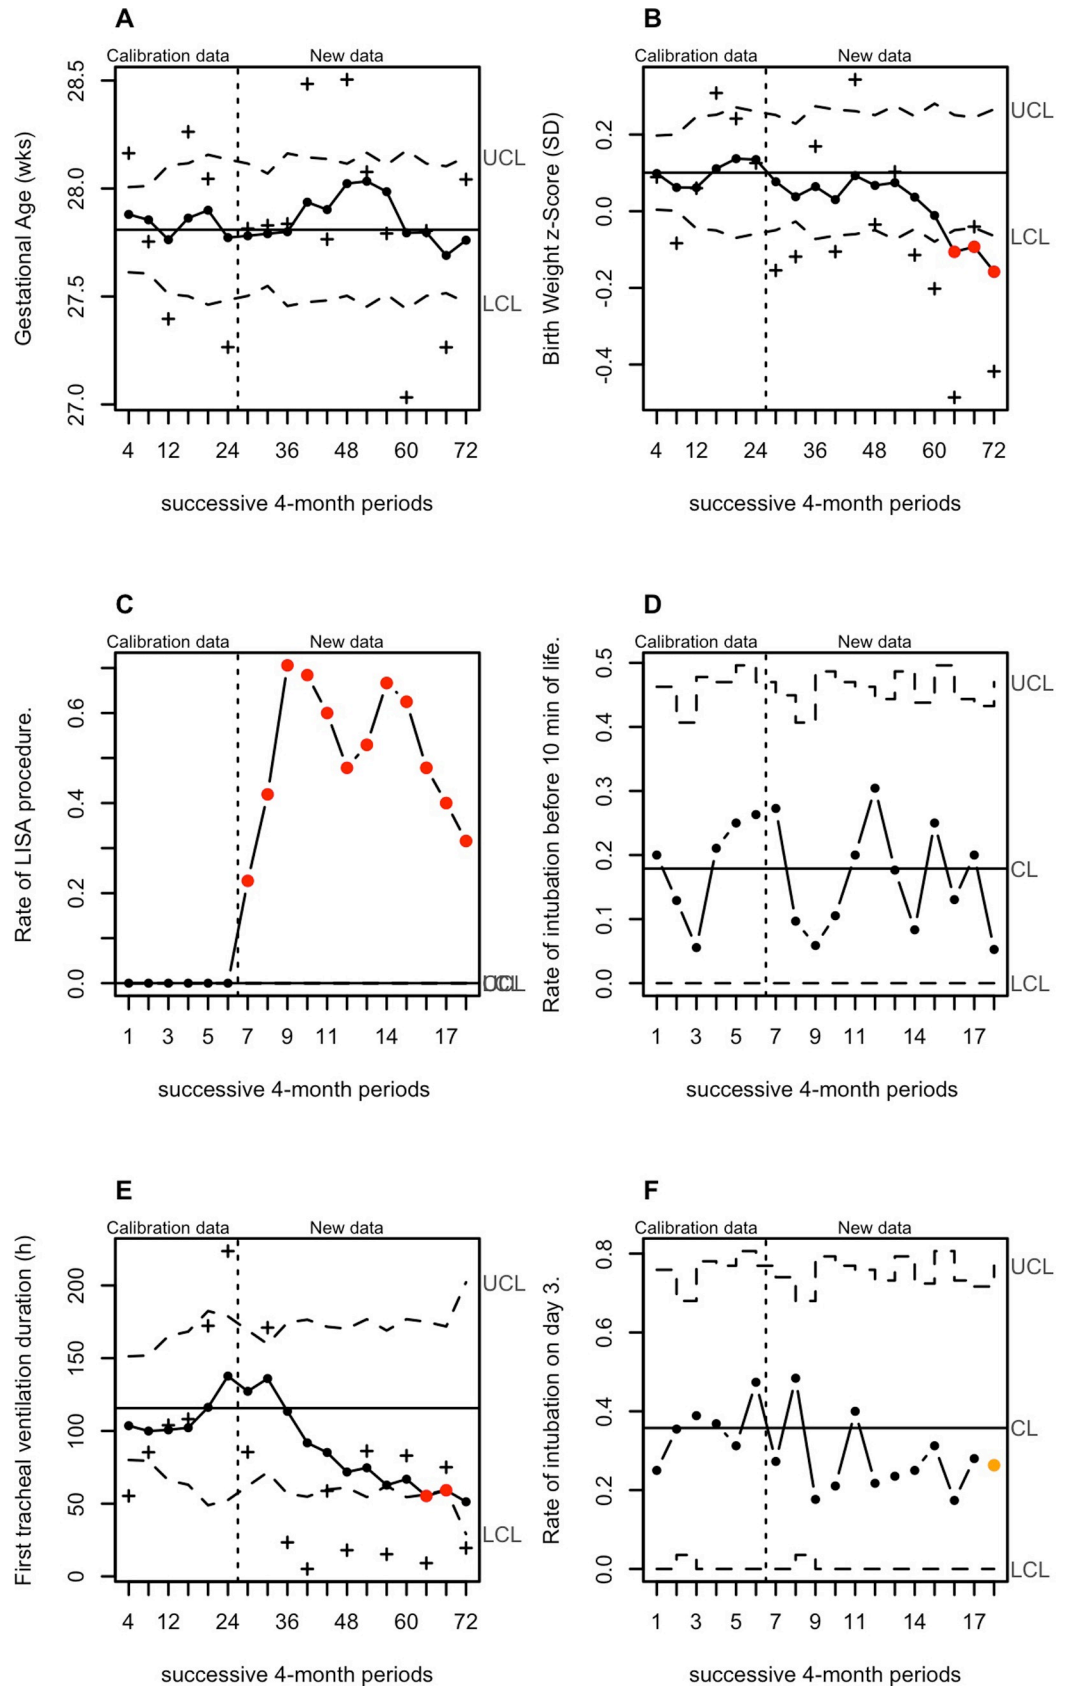 A
Calibration data New data
Gestational Age (wks)
28.5
28.0
27.5
27.0
UCL
LCL
4 12 24 36 48 60 72
successive 4-month periods
B
Calibration data New data
Birth Weight z-Score (SD)
0.2
0.0
-0.2
-0.4
UCL
LCL
4 12 24 36 48 60 72
successive 4-month periods
C
Calibration data New data
Rate of LISA procedure.
0.6
0.4
0.2
0.0
1 3 5 7 9 11 14 17
successive 4-month periods
D
Calibration data New data
Rate of intubation before 10 min of life.
0.5
0.4
0.3
0.2
0.1
0.0
UCL
CL
LCL
1 3 5 7 9 11 14 17
successive 4-month periods
E
Calibration data New data
First tracheal ventilation duration (h)
200
150
100
50
0
UCL
LCL
4 12 24 36 48 60 72
successive 4-month periods
F
Calibration data New data
Rate of intubation on day 3.
0.8
0.6
0.4
0.2
0.0
UCL
CL
LCL
1 3 5 7 9 11 14 17
successive 4-month periods